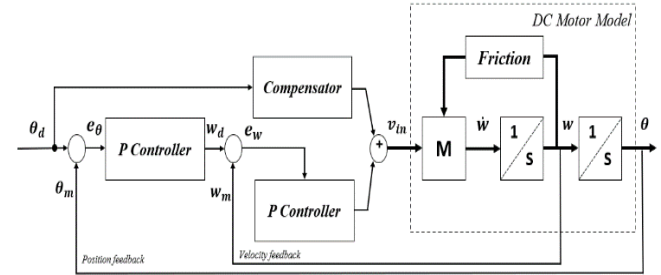 DC Motor Model
Friction
Compensator
θd
eθ
P Controller
wd
ew
+
vin
M
ẇ
1
S
w
1
S
θ
θm
wm
P Controller
Position feedback
Velocity feedback